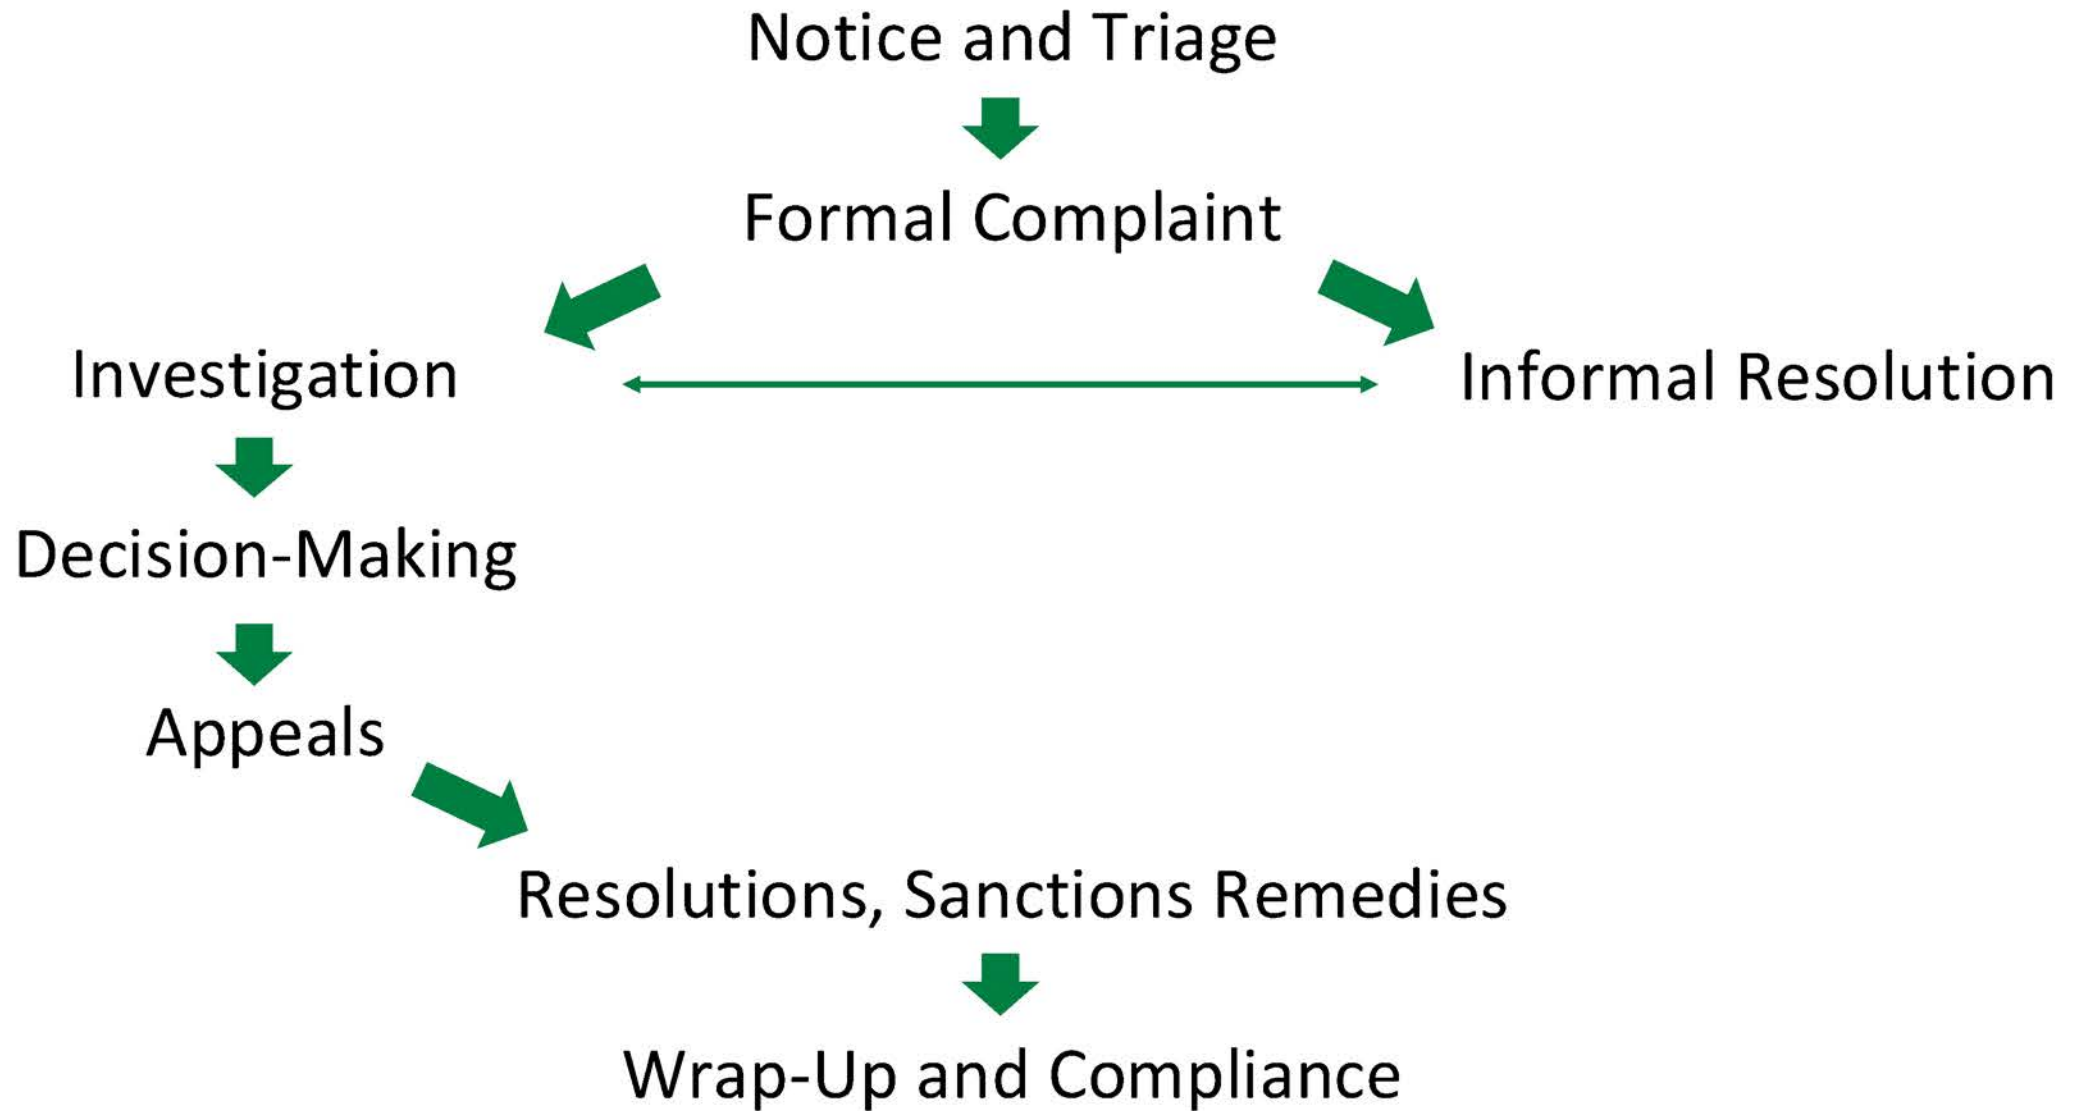 Notice and Triage
Formal Complaint
Investigation
Informal Resolution
Decision-Making
Appeals
Resolutions, Sanctions Remedies
Wrap-Up and Compliance